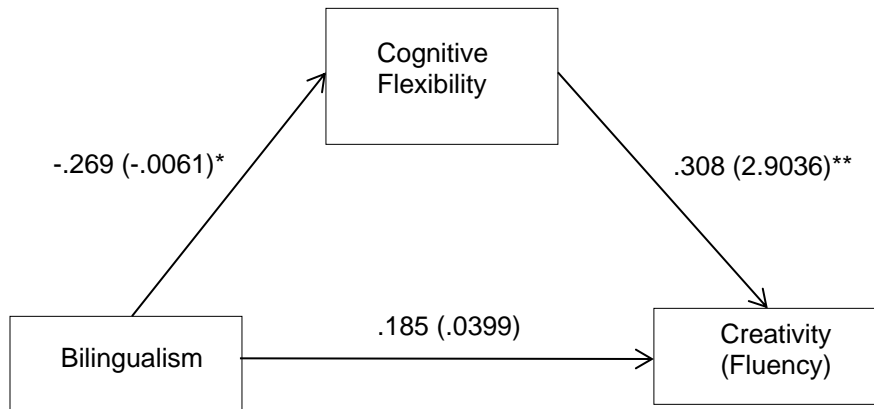 Cognitive
Flexibility
-.269 (-.0061)*
.308 (2.9036)**
.185 (.0399)
Bilingualism
Creativity
(Fluency)